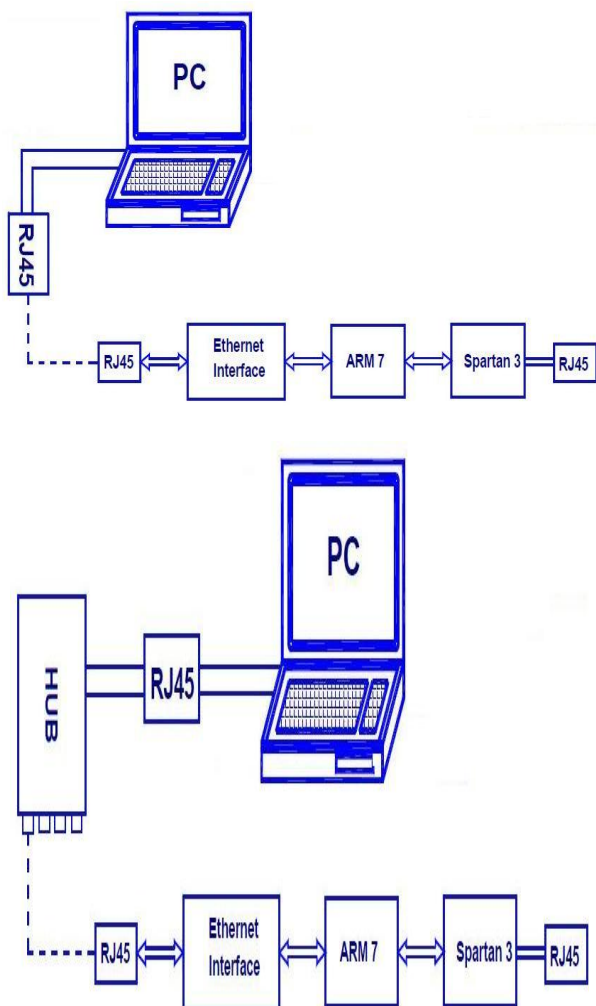 PC
RJ45
RJ45
Ethernet
Interface
ARM 7
Spartan 3
RJ45
PC
HUB
RJ45
RJ45
Ethernet
Interface
ARM 7
Spartan 3
RJ45